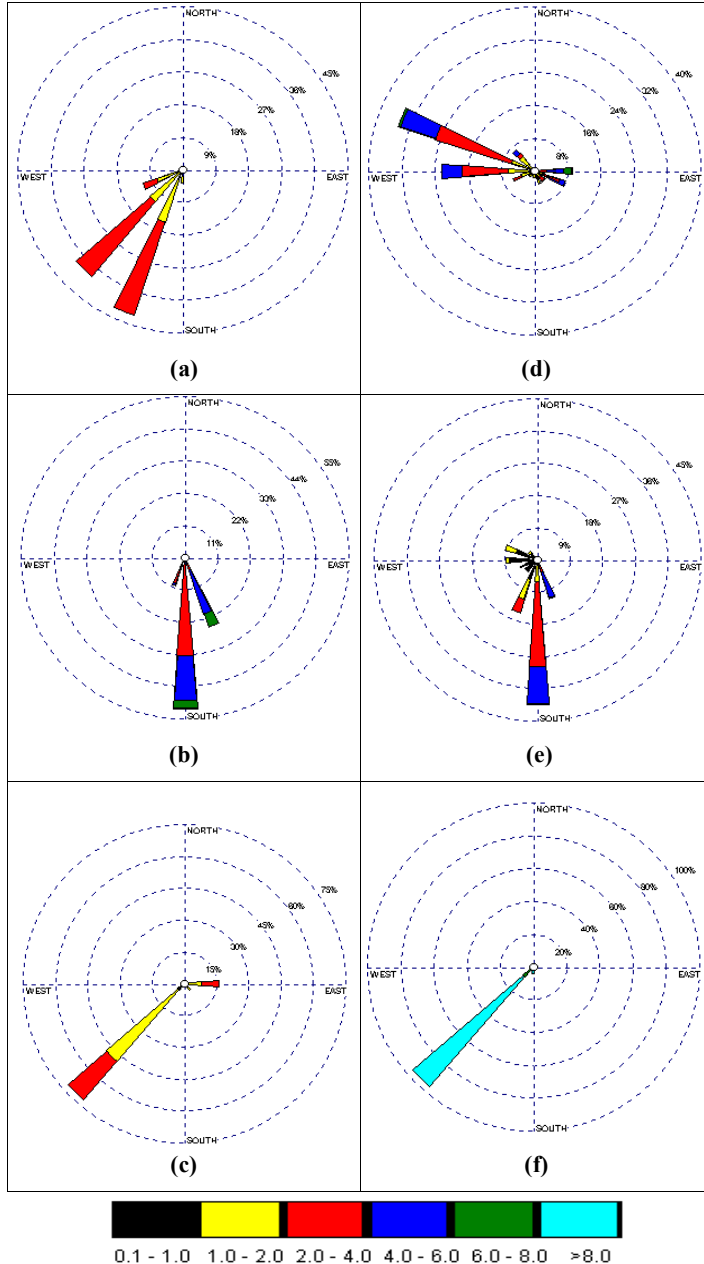 NORTH
45%
36%
27%
18%
9%
WEST
EAST
SOUTH
(a)
NORTH
40%
32%
24%
16%
8%
WEST
EAST
SOUTH
(d)
NORTH
55%
44%
33%
22%
11%
WEST
EAST
SOUTH
(b)
NORTH
45%
36%
27%
18%
9%
WEST
EAST
SOUTH
(e)
NORTH
75%
60%
45%
30%
15%
WEST
EAST
SOUTH
(c)
NORTH
100%
80%
60%
40%
20%
WEST
EAST
SOUTH
(f)
0.1 - 1.0 1.0 - 2.0 2.0 - 4.0 4.0 - 6.0 6.0 - 8.0 >8.0